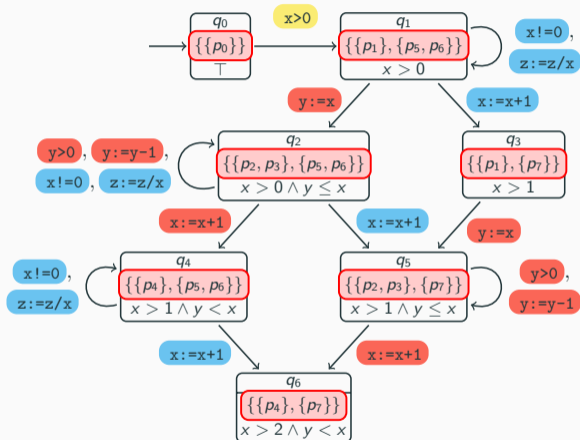 q₀
{{p₀}}
⊤
x>0
q₁
{{p₁}, {p₅, p₆}}
x > 0
x!=0,
z:=z/x
y:=x
x:=x+1
y>0, y:=y-1,
x!=0, z:=z/x
q₂
{{p₂, p₃}, {p₅, p₆}}
x > 0 ∧ y ≤ x
q₃
{{p₁}, {p₇}}
x > 1
x:=x+1
x:=x+1
y:=x
x!=0,
z:=z/x
q₄
{{p₄}, {p₅, p₆}}
x > 1 ∧ y < x
q₅
{{p₂, p₃}, {p₇}}
x > 1 ∧ y ≤ x
y>0,
y:=y-1
x:=x+1
x:=x+1
q₆
{{p₄}, {p₇}}
x > 2 ∧ y < x